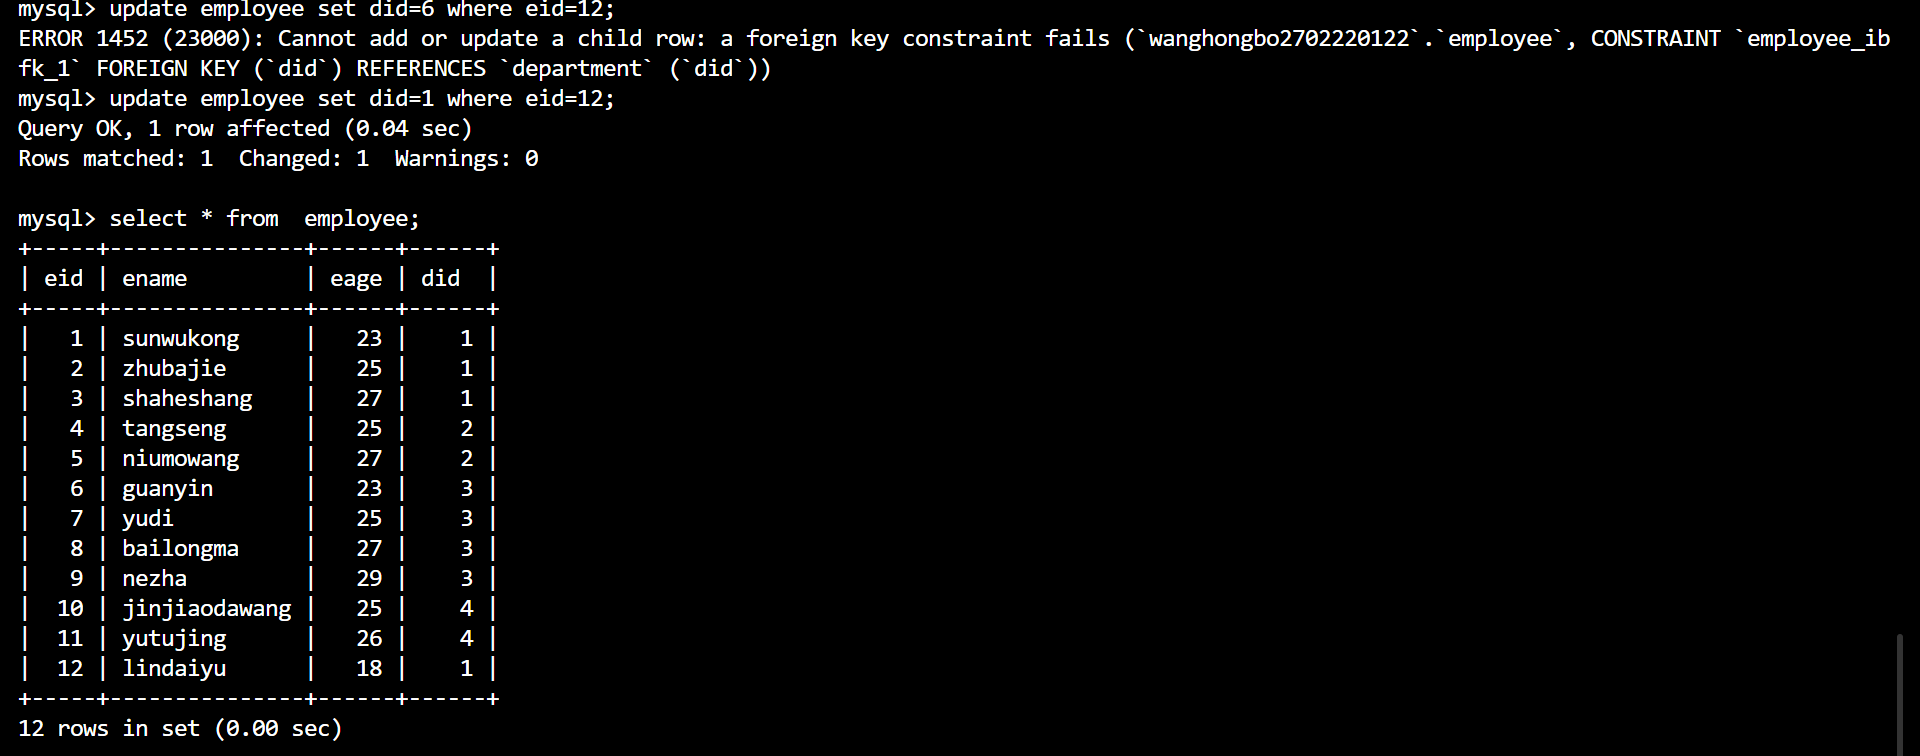 mysql> update employee set did=6 where eid=12;
ERROR 1452 (23000): Cannot add or update a child row: a foreign key constraint fails (`wanghongbo2702220122`.`employee`, CONSTRAINT `employee_ib
fk_1` FOREIGN KEY (`did`) REFERENCES `department` (`did`))
mysql> update employee set did=1 where eid=12;
Query OK, 1 row affected (0.04 sec)
Rows matched: 1  Changed: 1  Warnings: 0

mysql> select * from  employee;
+-----+---------------+------+------+
| eid | ename         | eage | did  |
+-----+---------------+------+------+
|   1 | sunwukong     |   23 |    1 |
|   2 | zhubajie      |   25 |    1 |
|   3 | shaheshang    |   27 |    1 |
|   4 | tangseng      |   25 |    2 |
|   5 | niumowang     |   27 |    2 |
|   6 | guanyin       |   23 |    3 |
|   7 | yudi          |   25 |    3 |
|   8 | bailongma     |   27 |    3 |
|   9 | nezha         |   29 |    3 |
|  10 | jinjiaodawang |   25 |    4 |
|  11 | yutujing      |   26 |    4 |
|  12 | lindaiyu      |   18 |    1 |
+-----+---------------+------+------+
12 rows in set (0.00 sec)